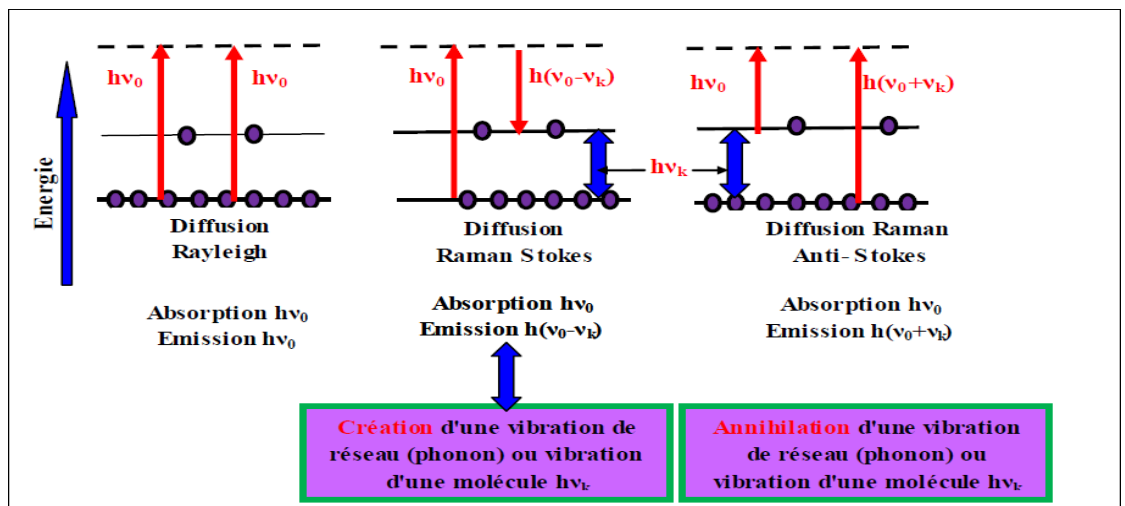 Energie
hν₀
hν₀
Diffusion
Rayleigh
Absorption hν₀
Emission hν₀
hν₀
h(ν₀-νₖ)
Diffusion
Raman Stokes
Absorption hν₀
Emission h(ν₀-νₖ)
hνₖ
hν₀
h(ν₀+νₖ)
Diffusion Raman
Anti- Stokes
Absorption hν₀
Emission h(ν₀+νₖ)
Création d'une vibration de
réseau (phonon) ou vibration
d'une molécule hνₖ
Annihilation d'une vibration
de réseau (phonon) ou
vibration d'une molécule hνₖ